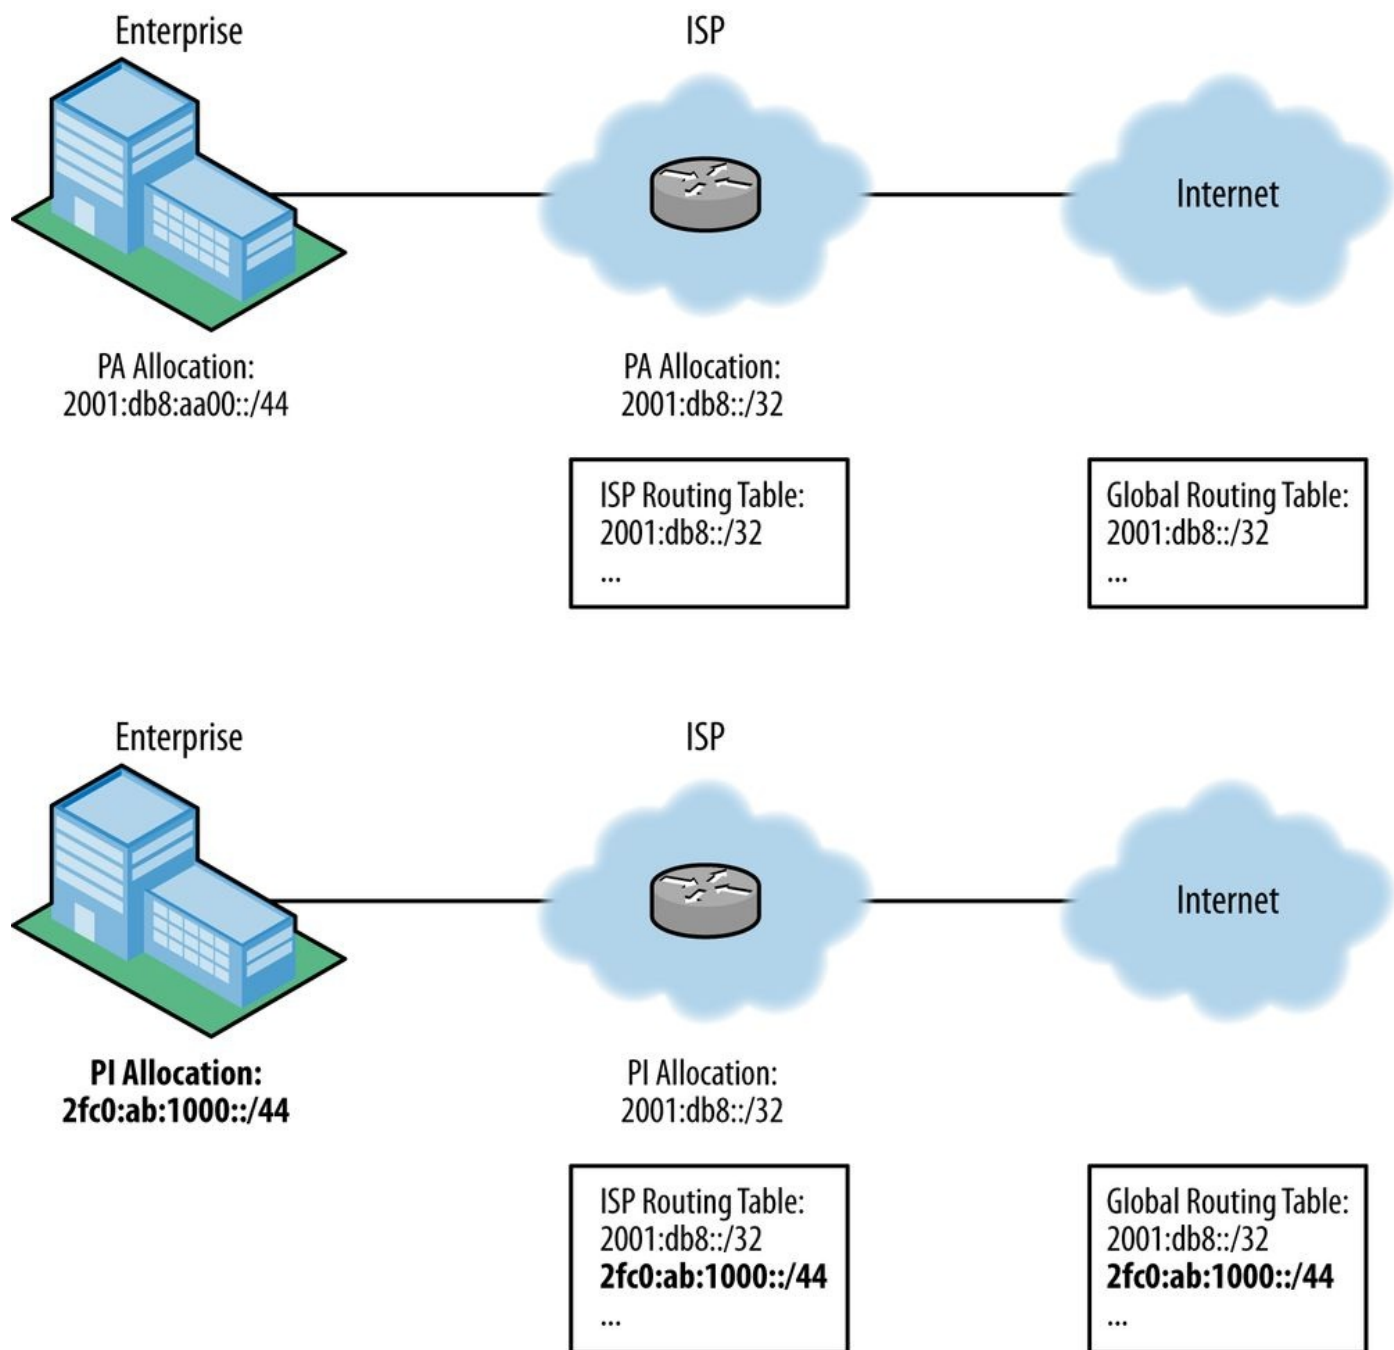 Enterprise
ISP
Internet
PA Allocation:
2001:db8:aa00::/44
PA Allocation:
2001:db8::/32
ISP Routing Table:
2001:db8::/32
...
Global Routing Table:
2001:db8::/32
...
Enterprise
ISP
Internet
PI Allocation:
2fc0:ab:1000::/44
PI Allocation:
2001:db8::/32
ISP Routing Table:
2001:db8::/32
2fc0:ab:1000::/44
...
Global Routing Table:
2001:db8::/32
2fc0:ab:1000::/44
...